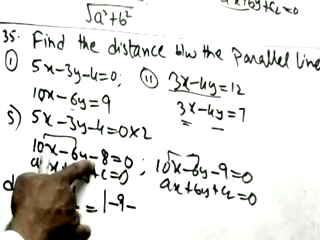 √a²+b²
ax+by+c₂=0
35. Find the distance b/w the parallel line
(i) 5x-3y-4=0; (ii) 3x-4y=12
10x-6y=9 3x-4y=7
S) 5x-3y-4=0×2
10x-6y-8=0; 10x-6y-9=0
ax+by+c₂=0
= |-9-